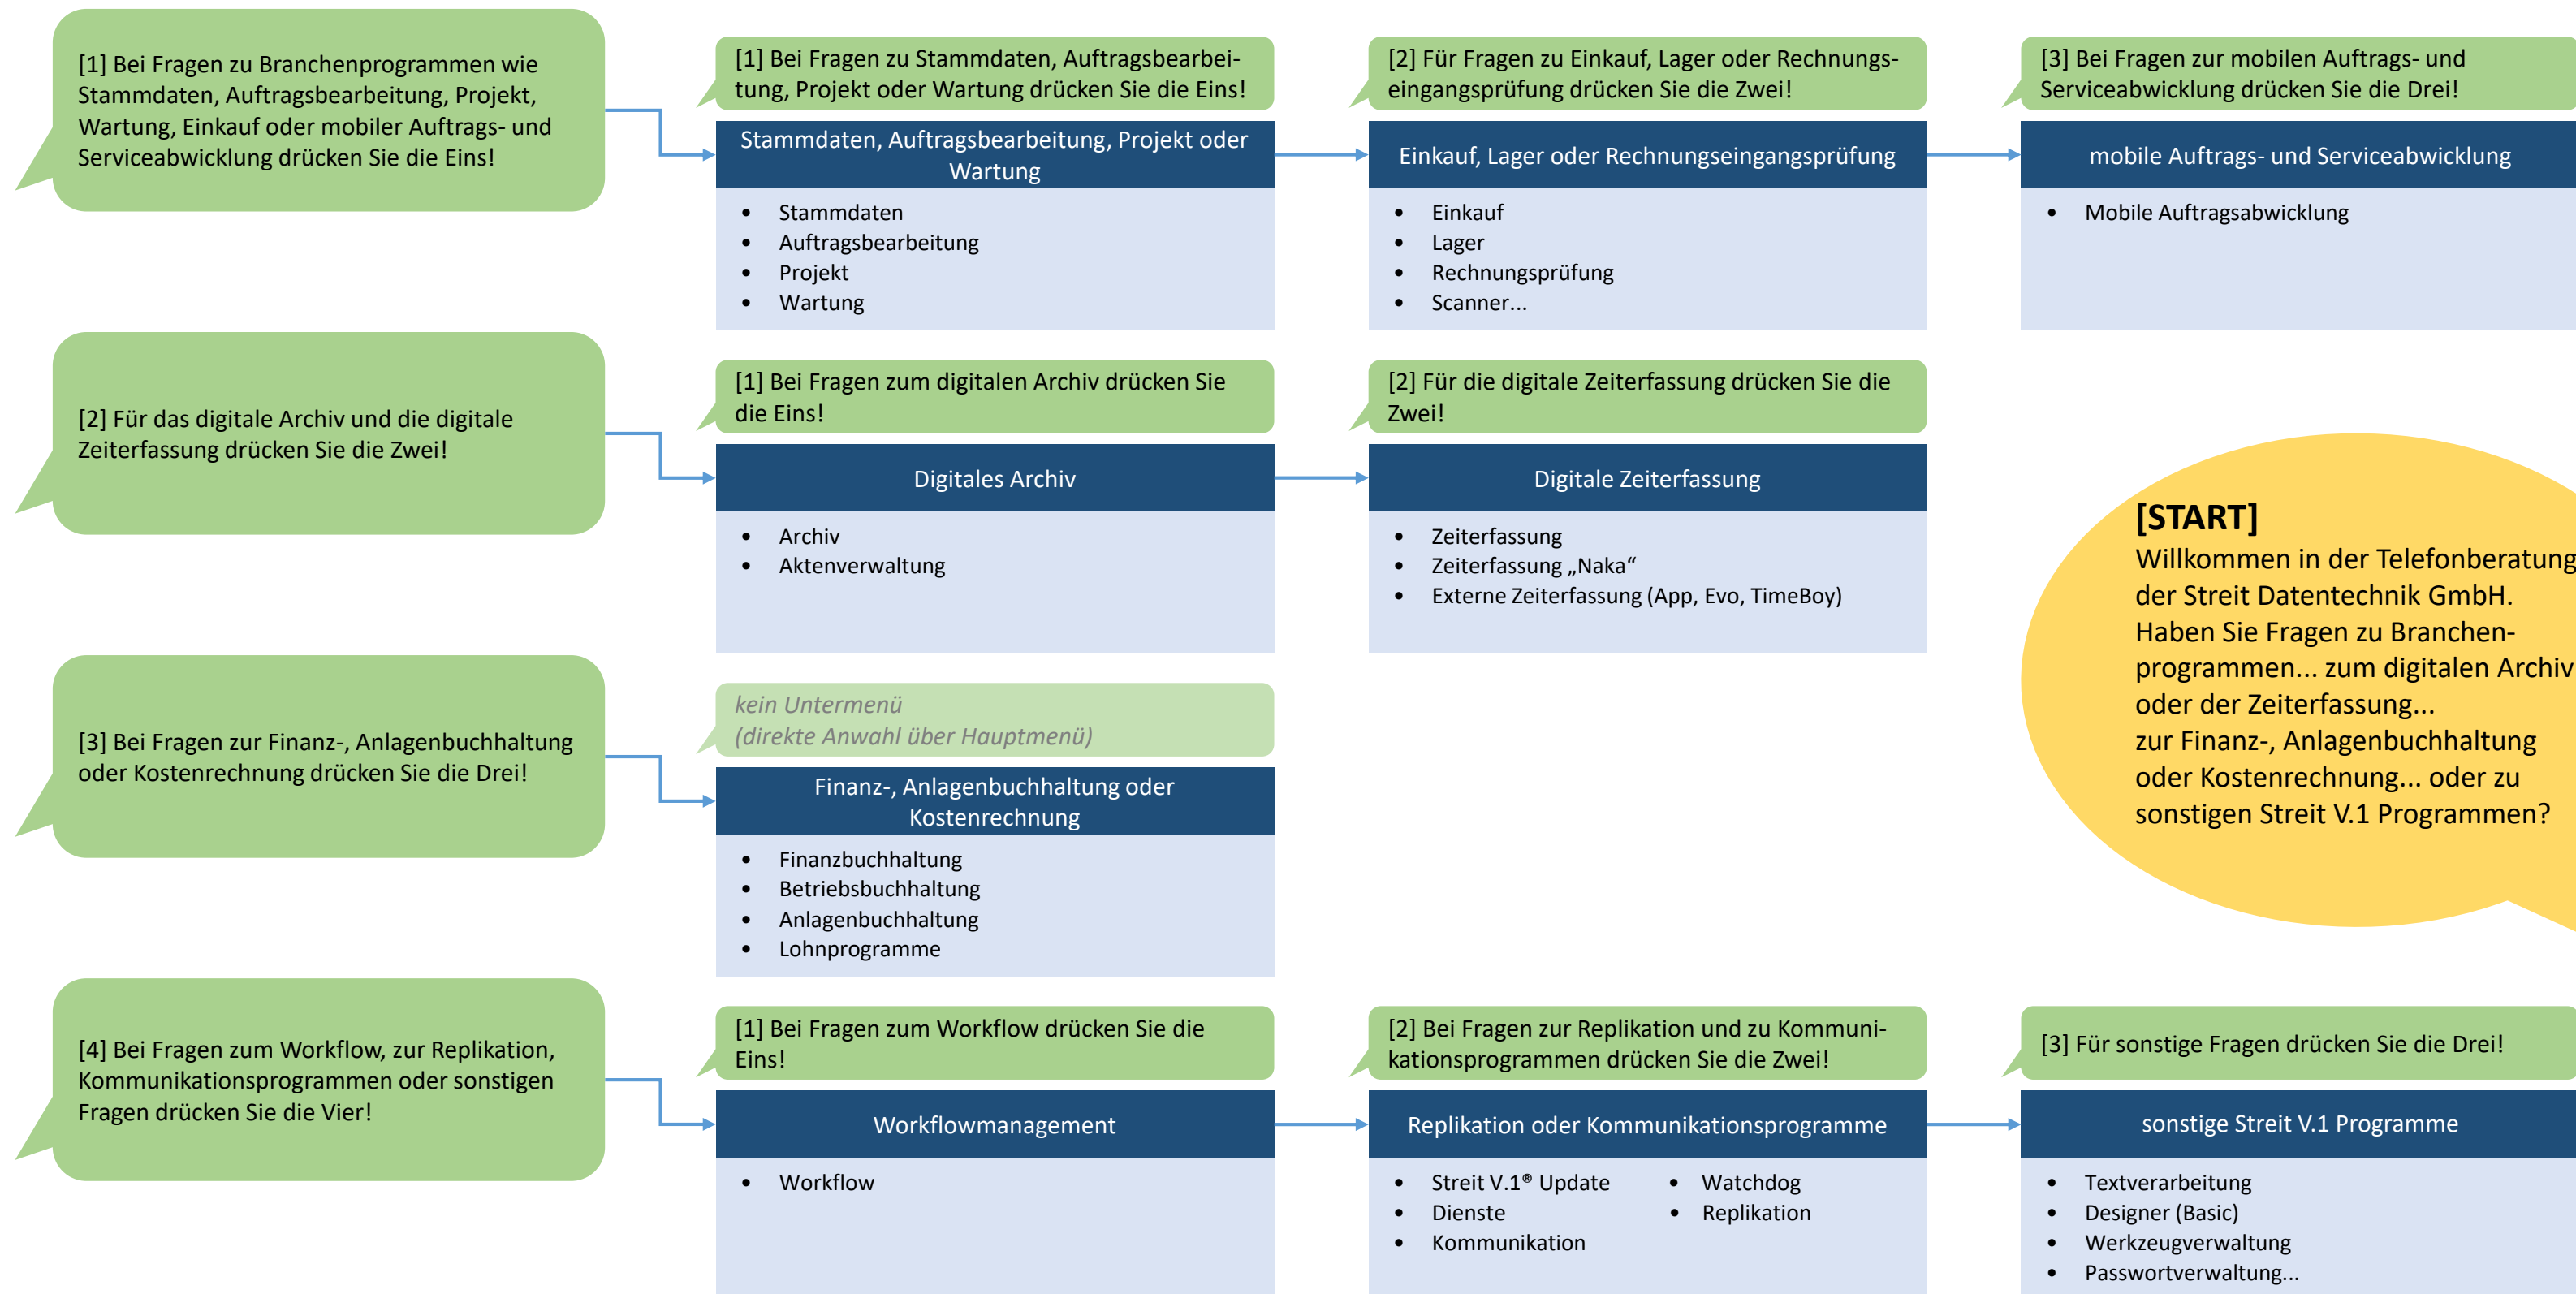 [1] Bei Fragen zu Branchenprogrammen wie
Stammdaten, Auftragsbearbeitung, Projekt,
Wartung, Einkauf oder mobiler Auftrags- und
Serviceabwicklung drücken Sie die Eins!
[1] Bei Fragen zu Stammdaten, Auftragsbearbei-
tung, Projekt oder Wartung drücken Sie die Eins!
Stammdaten, Auftragsbearbeitung, Projekt oder
Wartung
• Stammdaten
• Auftragsbearbeitung
• Projekt
• Wartung
[2] Für Fragen zu Einkauf, Lager oder Rechnungs-
eingangsprüfung drücken Sie die Zwei!
Einkauf, Lager oder Rechnungseingangsprüfung
• Einkauf
• Lager
• Rechnungsprüfung
• Scanner...
[3] Bei Fragen zur mobilen Auftrags- und
Serviceabwicklung drücken Sie die Drei!
mobile Auftrags- und Serviceabwicklung
• Mobile Auftragsabwicklung
[2] Für das digitale Archiv und die digitale
Zeiterfassung drücken Sie die Zwei!
[1] Bei Fragen zum digitalen Archiv drücken Sie
die Eins!
Digitales Archiv
• Archiv
• Aktenverwaltung
[2] Für die digitale Zeiterfassung drücken Sie die
Zwei!
Digitale Zeiterfassung
• Zeiterfassung
• Zeiterfassung „Naka“
• Externe Zeiterfassung (App, Evo, TimeBoy)
[START]
Willkommen in der Telefonberatung
der Streit Datentechnik GmbH.
Haben Sie Fragen zu Branchen-
programmen... zum digitalen Archiv
oder der Zeiterfassung...
zur Finanz-, Anlagenbuchhaltung
oder Kostenrechnung... oder zu
sonstigen Streit V.1 Programmen?
[3] Bei Fragen zur Finanz-, Anlagenbuchhaltung
oder Kostenrechnung drücken Sie die Drei!
kein Untermenü
(direkte Anwahl über Hauptmenü)
Finanz-, Anlagenbuchhaltung oder
Kostenrechnung
• Finanzbuchhaltung
• Betriebsbuchhaltung
• Anlagenbuchhaltung
• Lohnprogramme
[4] Bei Fragen zum Workflow, zur Replikation,
Kommunikationsprogrammen oder sonstigen
Fragen drücken Sie die Vier!
[1] Bei Fragen zum Workflow drücken Sie die
Eins!
Workflowmanagement
• Workflow
[2] Bei Fragen zur Replikation und zu Kommuni-
kationsprogrammen drücken Sie die Zwei!
Replikation oder Kommunikationsprogramme
• Streit V.1® Update
• Dienste
• Kommunikation
• Watchdog
• Replikation
[3] Für sonstige Fragen drücken Sie die Drei!
sonstige Streit V.1 Programme
• Textverarbeitung
• Designer (Basic)
• Werkzeugverwaltung
• Passwortverwaltung...